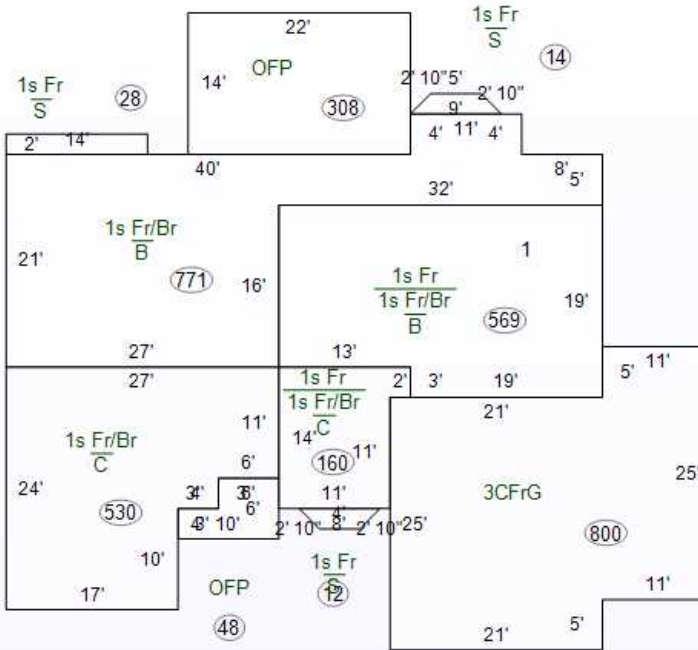 22'
OFP
14'
308
1s Fr
S
14
1s Fr
S
28
2' 10" 5' 2' 10"
9'
4' 11' 4'
2' 14'
40'
8'
5'
32'
1s Fr/Br
B
21'
771
16'
1
1s Fr
1s Fr/Br
B
569
19'
27'
13'
27'
1s Fr
1s Fr/Br
C
2' 3' 19'
5' 11'
21'
11'
14'
11'
160
1s Fr/Br
C
24'
530
6'
4'
6'
6'
10'
11'
4'
8'
2' 10" 2' 10"
25'
3CFrG
25'
800
10'
17'
OFP
48
1s Fr
S
12
11'
5'
21'